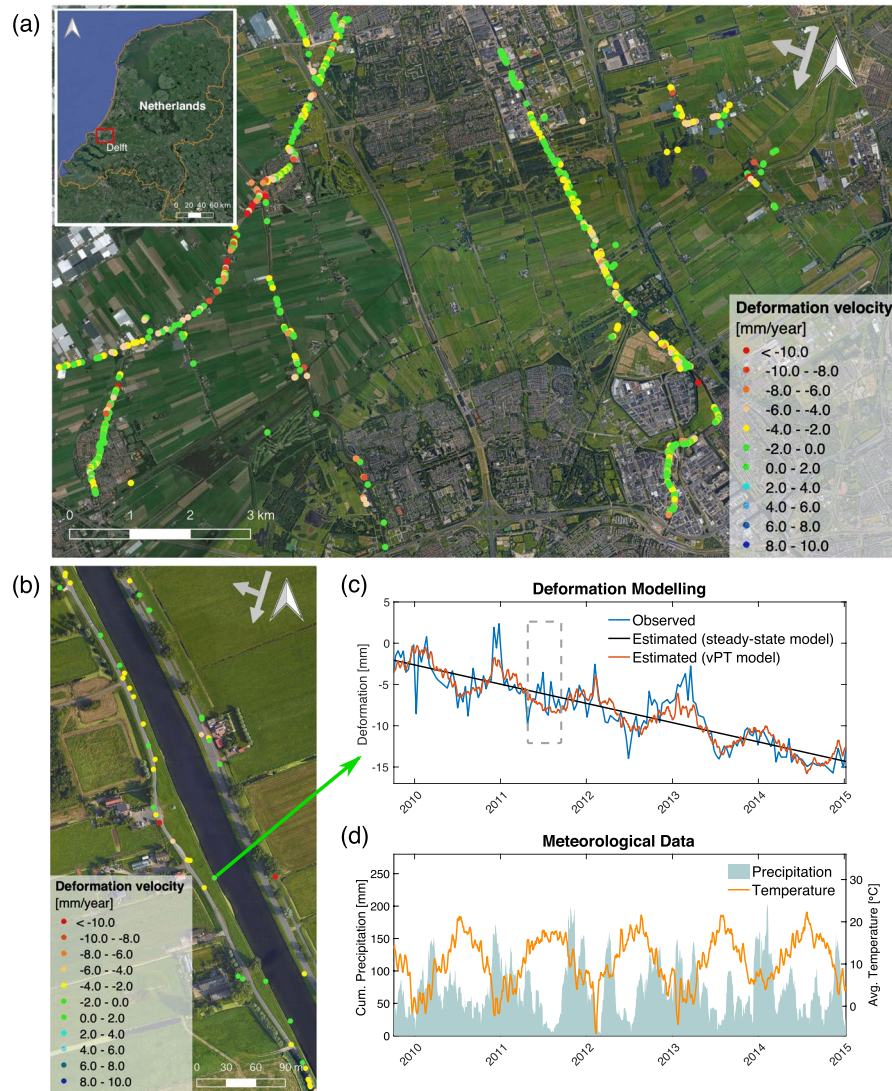 (a)
Netherlands
Delft
0 20 40 60 km
Deformation velocity
[mm/year]
< -10.0
-10.0 - -8.0
-8.0 - -6.0
-6.0 - -4.0
-4.0 - -2.0
-2.0 - 0.0
0.0 - 2.0
2.0 - 4.0
4.0 - 6.0
6.0 - 8.0
8.0 - 10.0
0 1 2 3 km
(b)
Deformation velocity
[mm/year]
< -10.0
-10.0 - -8.0
-8.0 - -6.0
-6.0 - -4.0
-4.0 - -2.0
-2.0 - 0.0
0.0 - 2.0
2.0 - 4.0
4.0 - 6.0
6.0 - 8.0
8.0 - 10.0
0 30 60 90 m
(c)
Deformation Modelling
Observed
Estimated (steady-state model)
Estimated (vPT model)
Deformation [mm]
5
0
-5
-10
-15
2010 2011 2012 2013 2014 2015
(d)
Meteorological Data
Precipitation
Temperature
Cum. Precipitation [mm]
250
200
150
100
50
0
Avg. Temperature [°C]
30
20
10
0
2010 2011 2012 2013 2014 2015